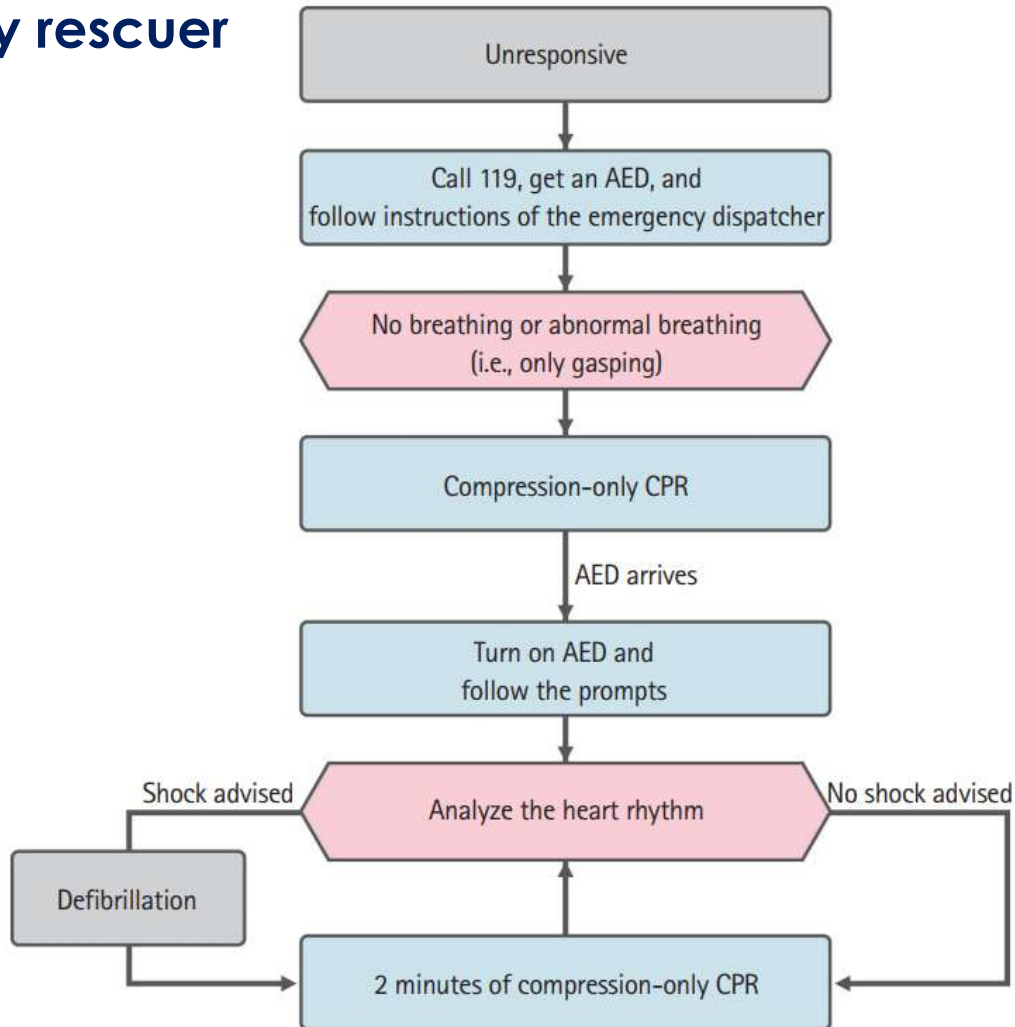 y rescuer
Unresponsive
Call 119, get an AED, and
follow instructions of the emergency dispatcher
No breathing or abnormal breathing
(i.e., only gasping)
Compression-only CPR
AED arrives
Turn on AED and
follow the prompts
Shock advised
Analyze the heart rhythm
No shock advised
Defibrillation
2 minutes of compression-only CPR